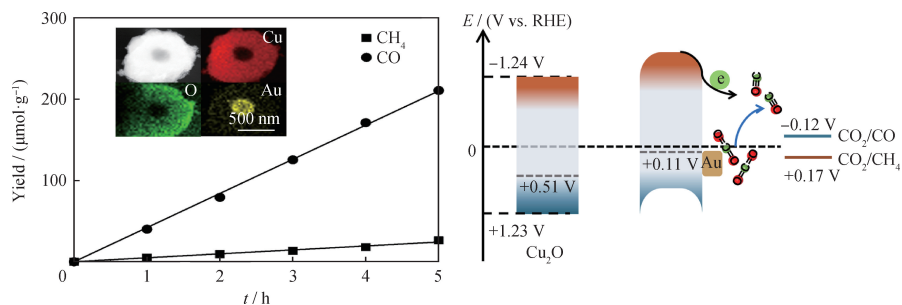 Yield / (μmol·g⁻¹)
300
200
100
0
0
1
2
3
4
5
t / h
Cu
O
Au
500 nm
CH₄
CO
E / (V vs. RHE)
−1.24 V
0
+1.23 V
+0.51 V
Cu₂O
e
+0.11 V
Au
−0.12 V
CO₂/CO
CO₂/CH₄
+0.17 V